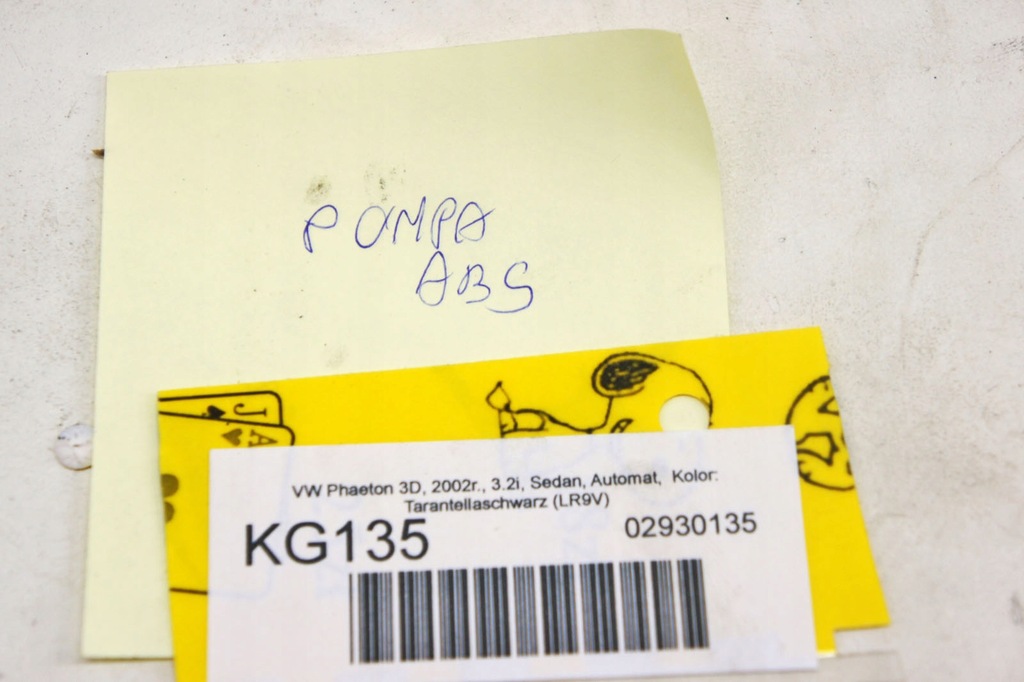 POMPA
ABS
J
A
VW Phaeton 3D, 2002r., 3.2i, Sedan, Automat, Kolor:
Tarantellaschwarz (LR9V)
KG135
02930135